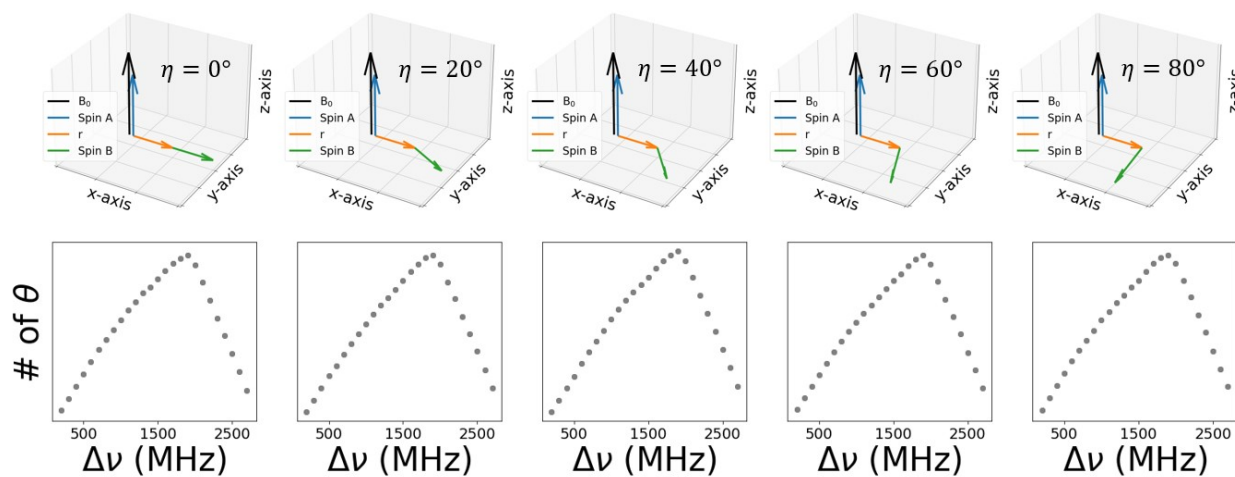 η = 0°
z-axis
B₀
Spin A
r
Spin B
x-axis
y-axis
η = 20°
z-axis
B₀
Spin A
r
Spin B
x-axis
y-axis
η = 40°
z-axis
B₀
Spin A
r
Spin B
x-axis
y-axis
η = 60°
z-axis
B₀
Spin A
r
Spin B
x-axis
y-axis
η = 80°
z-axis
B₀
Spin A
r
Spin B
x-axis
y-axis
# of θ
500 1500 2500
Δν (MHz)
500 1500 2500
Δν (MHz)
500 1500 2500
Δν (MHz)
500 1500 2500
Δν (MHz)
500 1500 2500
Δν (MHz)